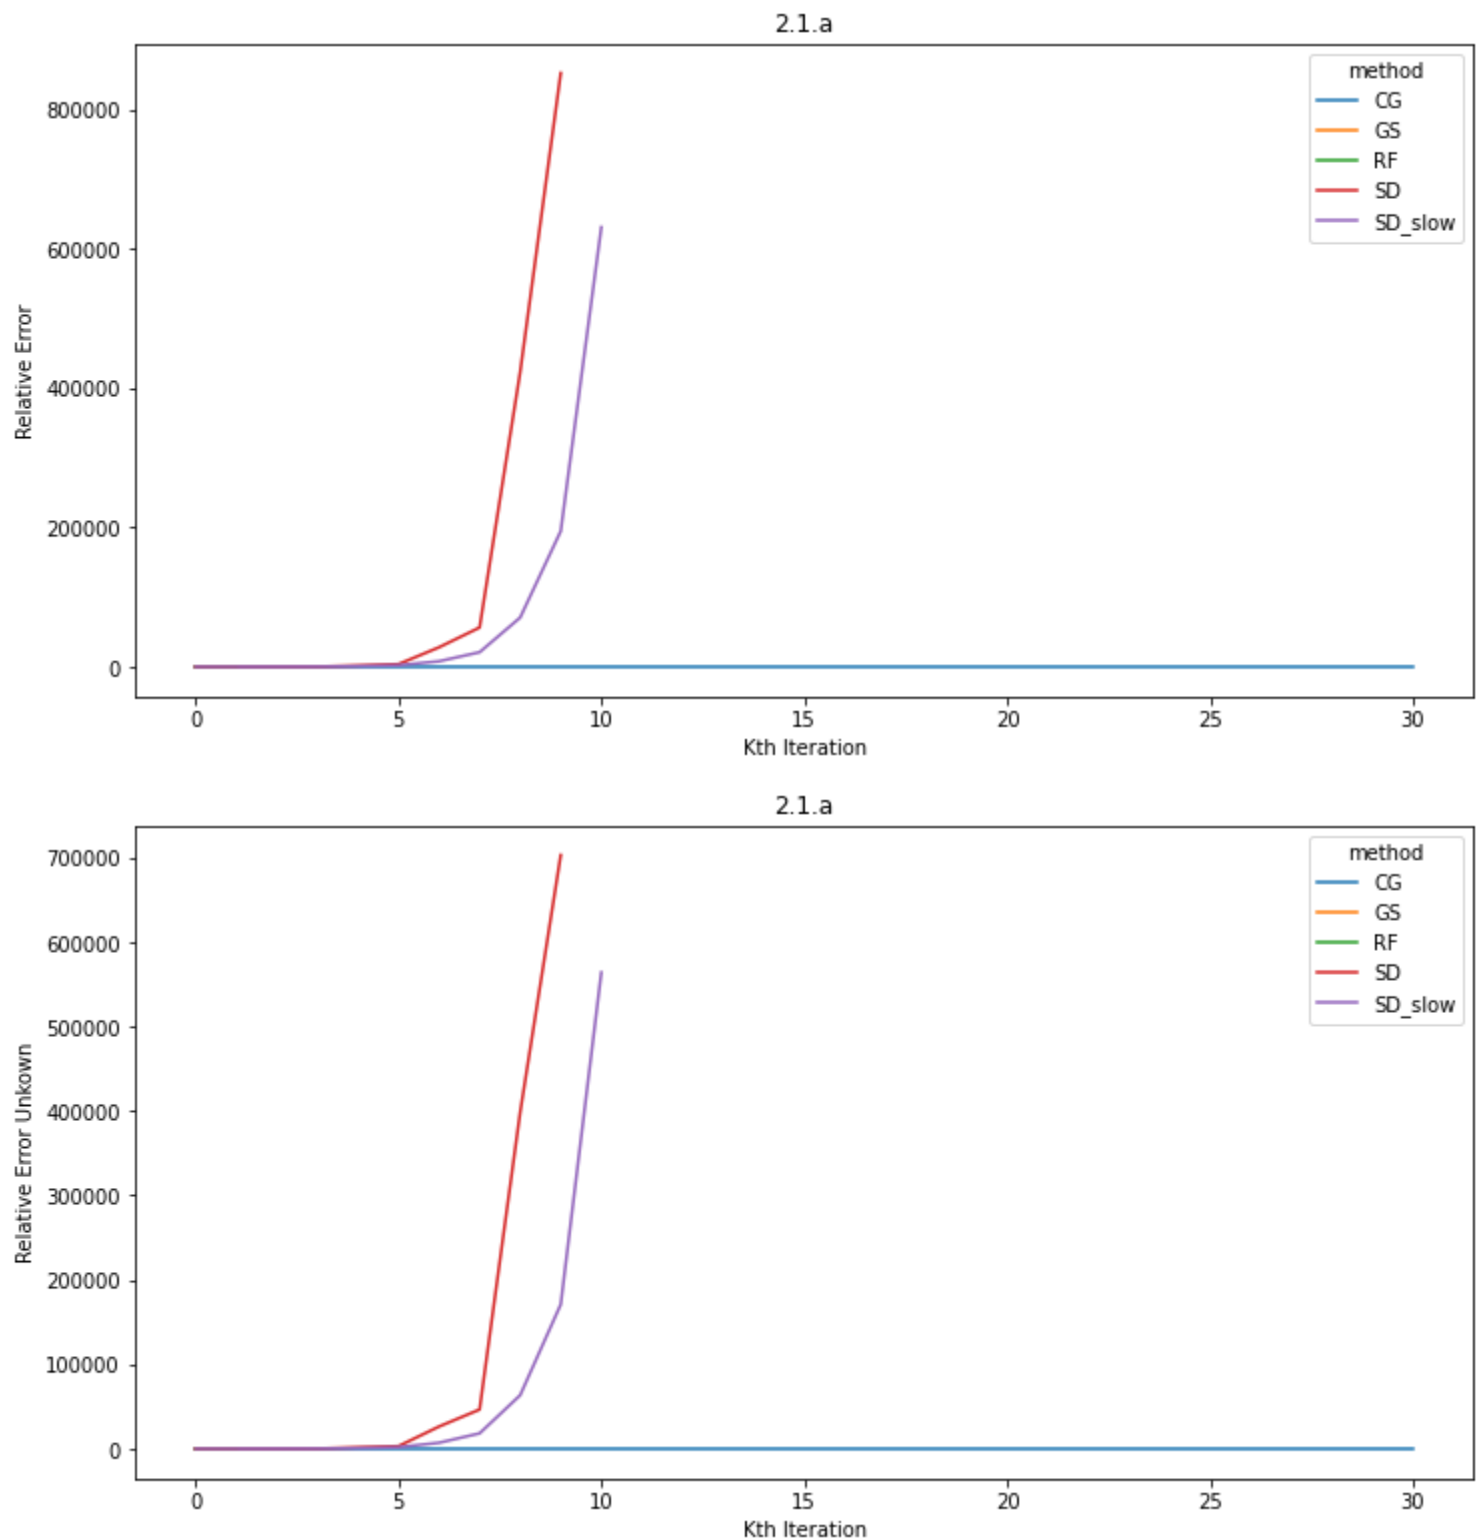 2.1.a
method
CG
GS
RF
SD
SD_slow
800000
600000
400000
200000
0
Relative Error
0 5 10 15 20 25 30
Kth Iteration
2.1.a
method
CG
GS
RF
SD
SD_slow
700000
600000
500000
400000
300000
200000
100000
0
Relative Error Unkown
0 5 10 15 20 25 30
Kth Iteration